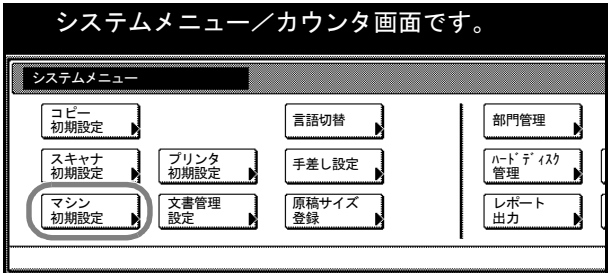 システムメニュー／カウンタ画面です。
システムメニュー
コピー
初期設定
言語切替
部門管理
スキャナ
初期設定
プリンタ
初期設定
手差し設定
ﾊｰﾄﾞﾃﾞｨｽｸ
管理
マシン
初期設定
文書管理
設定
原稿サイズ
登録
レポート
出力